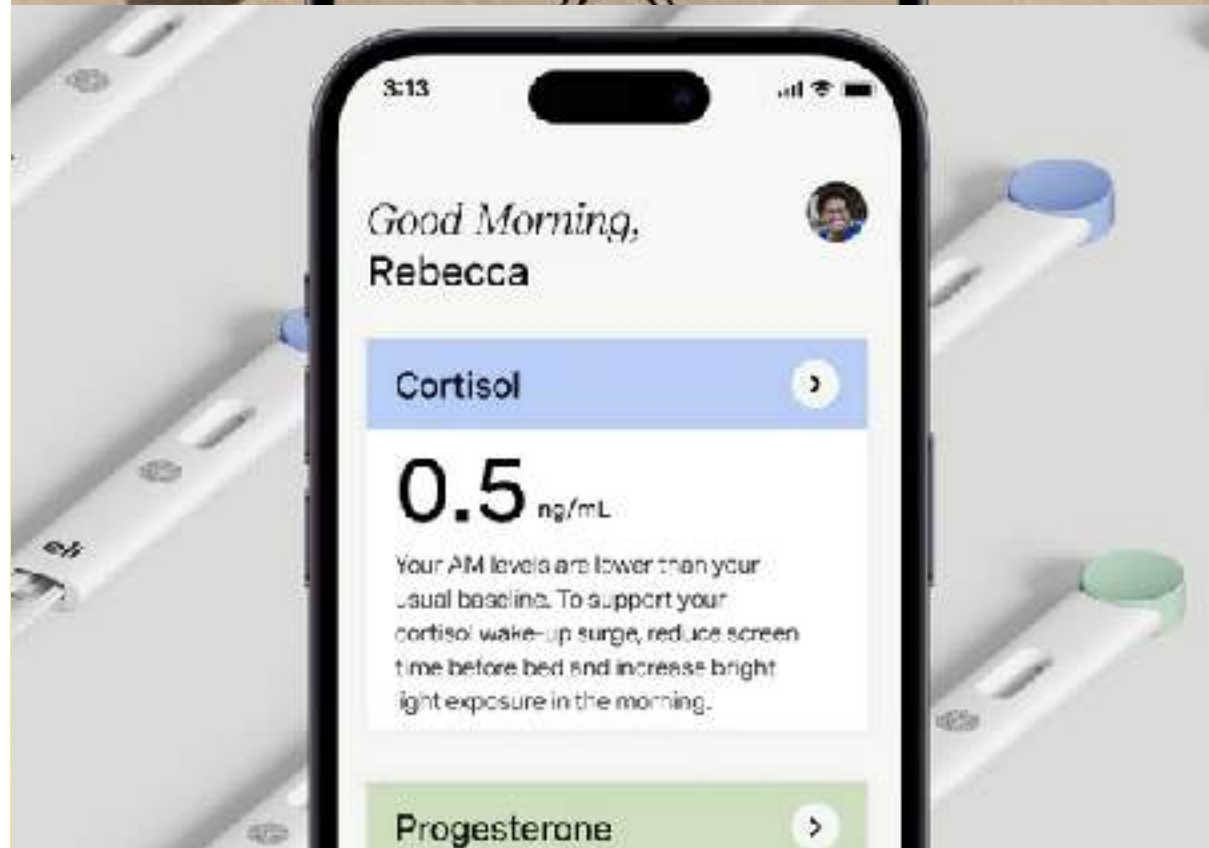 3:13
Good Morning,
Rebecca
Cortisol
0.5 ng/mL
Your AM levels are lower than your
usual baseline. To support your
cortisol wake-up surge, reduce screen
time before bed and increase bright
light exposure in the morning.
eli
Progesterone